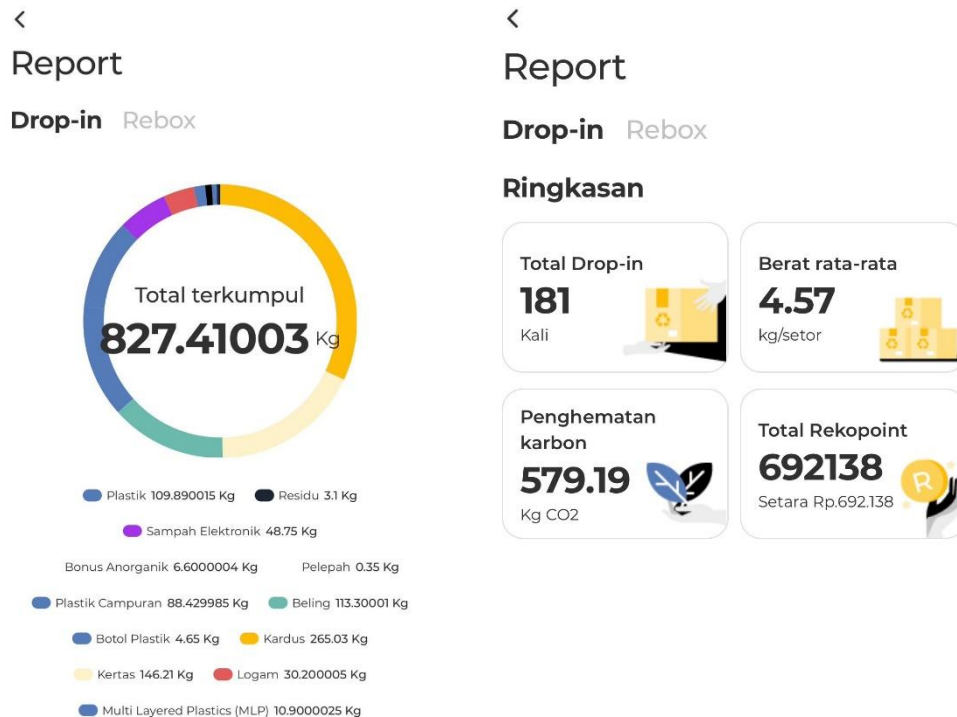 Report
Drop-in Rebox
Total terkumpul
827.41003 Kg
Plastik 109.890015 Kg Residu 3.1 Kg
Sampah Elektronik 48.75 Kg
Bonus Anorganik 6.6000004 Kg Pelepah 0.35 Kg
Plastik Campuran 88.429985 Kg Beling 113.30001 Kg
Botol Plastik 4.65 Kg Kardus 265.03 Kg
Kertas 146.21 Kg Logam 30.200005 Kg
Multi Layered Plastics (MLP) 10.9000025 Kg
Report
Drop-in Rebox
Ringkasan
Total Drop-in
181
Kali
Berat rata-rata
4.57
kg/setor
Penghematan
karbon
579.19
Kg CO2
Total Rekopoint
692138
Setara Rp.692.138
R